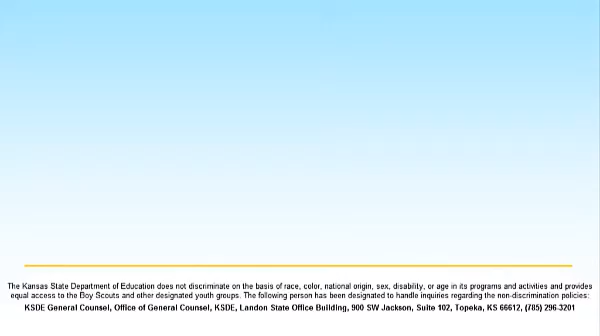 The Kansas State Department of Education does not discriminate on the basis of race, color, national origin, sex, disability, or age in its programs and activities and provides
equal access to the Boy Scouts and other designated youth groups. The following person has been designated to handle inquiries regarding the non-discrimination policies:
KSDE General Counsel, Office of General Counsel, KSDE, Landon State Office Building, 900 SW Jackson, Suite 102, Topeka, KS 66612, (785) 296-3201